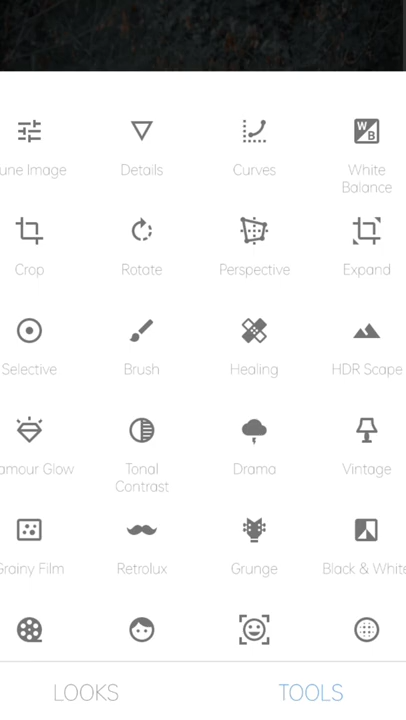 une Image Details Curves White
Balance
Crop Rotate Perspective Expand
Selective Brush Healing HDR Scape
amour Glow Tonal Drama Vintage
Contrast
Grainy Film Retrolux Grunge Black & White
LOOKS TOOLS